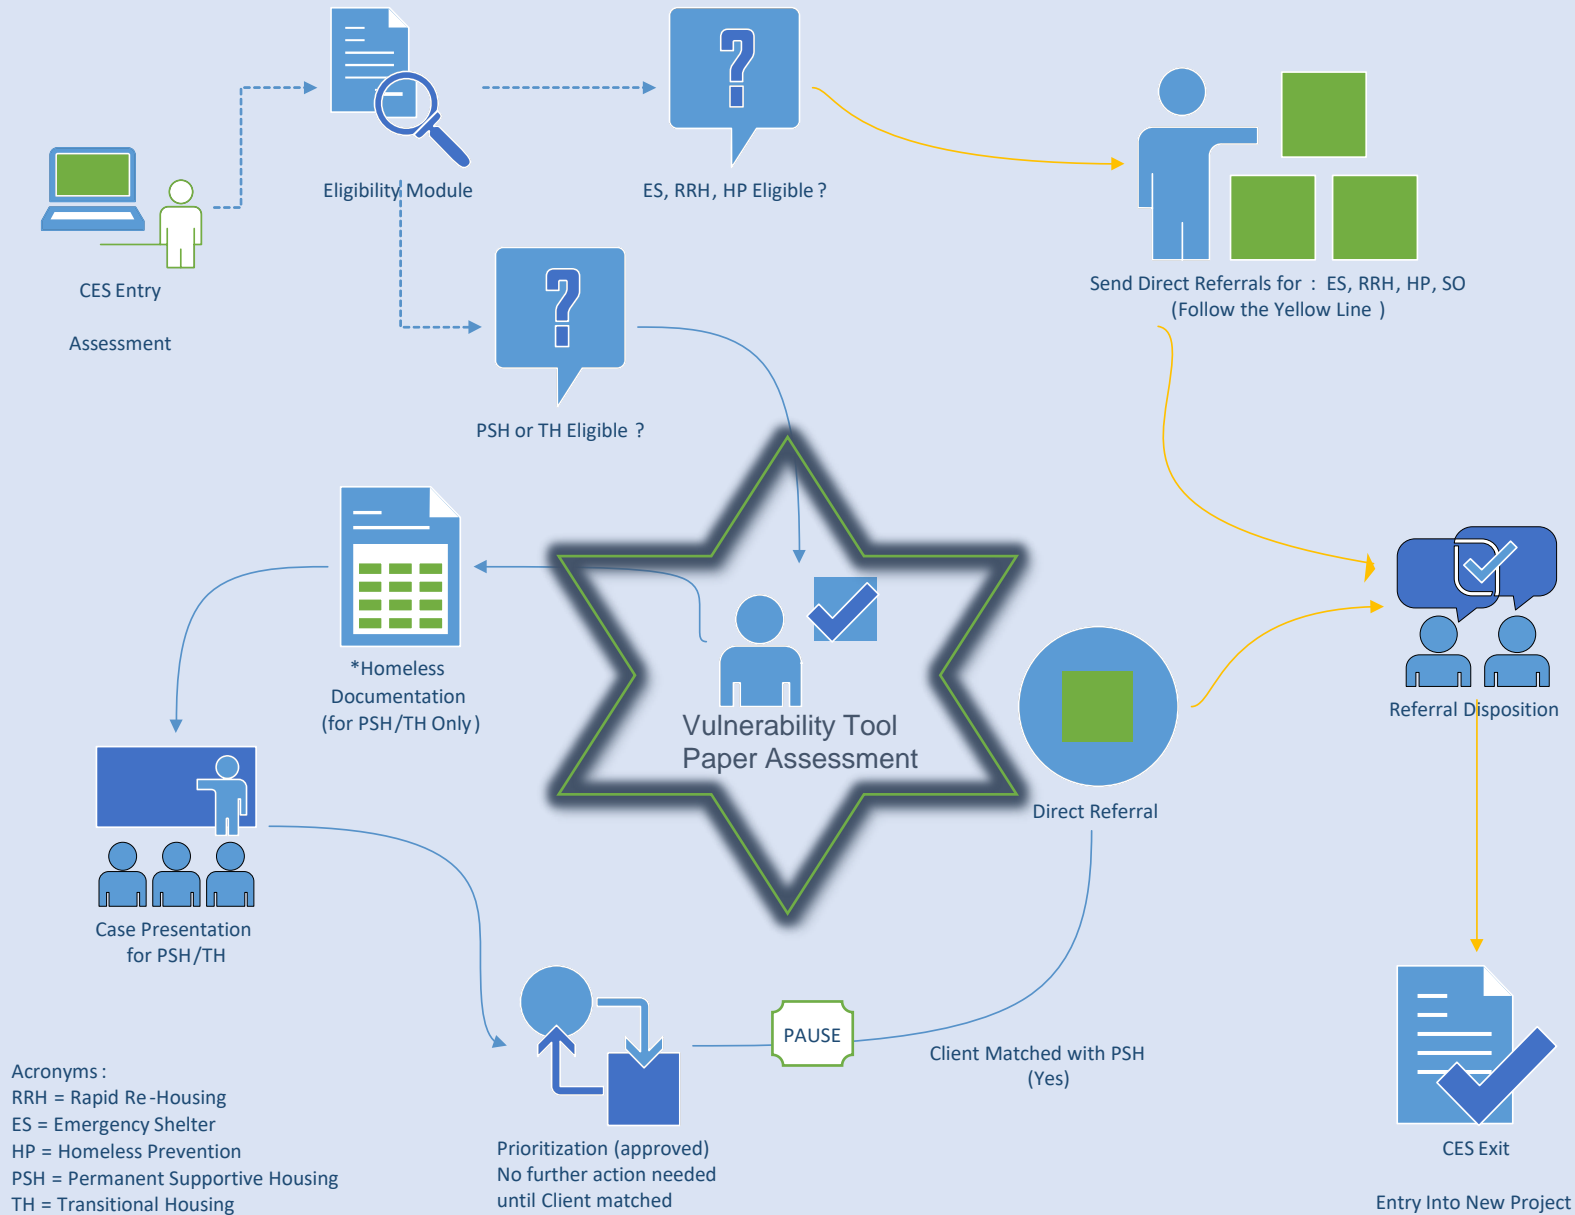 Eligibility Module
ES, RRH, HP Eligible ?
CES Entry
Assessment
Send Direct Referrals for : ES, RRH, HP, SO
(Follow the Yellow Line )
PSH or TH Eligible ?
*Homeless
Documentation
(for PSH/TH Only)
Vulnerability Tool
Paper Assessment
Referral Disposition
Direct Referral
Case Presentation
for PSH/TH
PAUSE
Client Matched with PSH
(Yes)
Prioritization (approved)
No further action needed
until Client matched
CES Exit
Entry Into New Project
Acronyms :
RRH = Rapid Re-Housing
ES = Emergency Shelter
HP = Homeless Prevention
PSH = Permanent Supportive Housing
TH = Transitional Housing